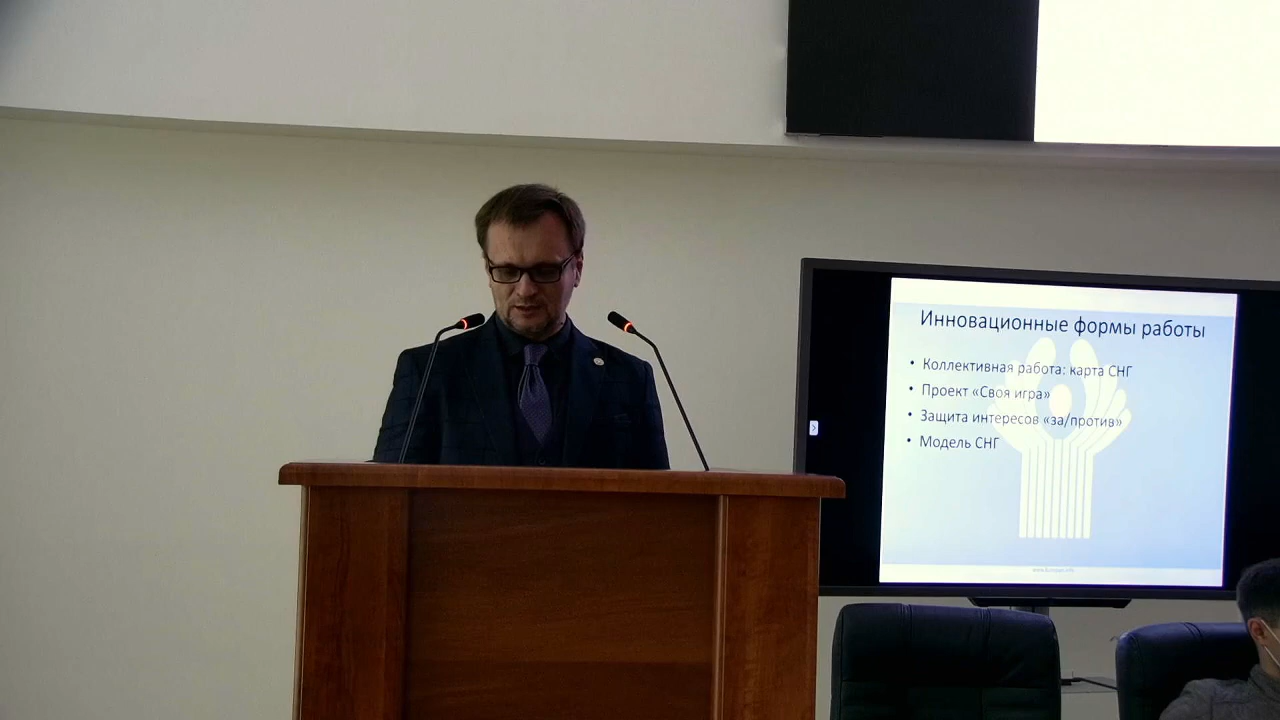 Инновационные формы работы
• Коллективная работа: карта СНГ
• Проект «Своя игра»
• Защита интересов «за/против»
• Модель СНГ